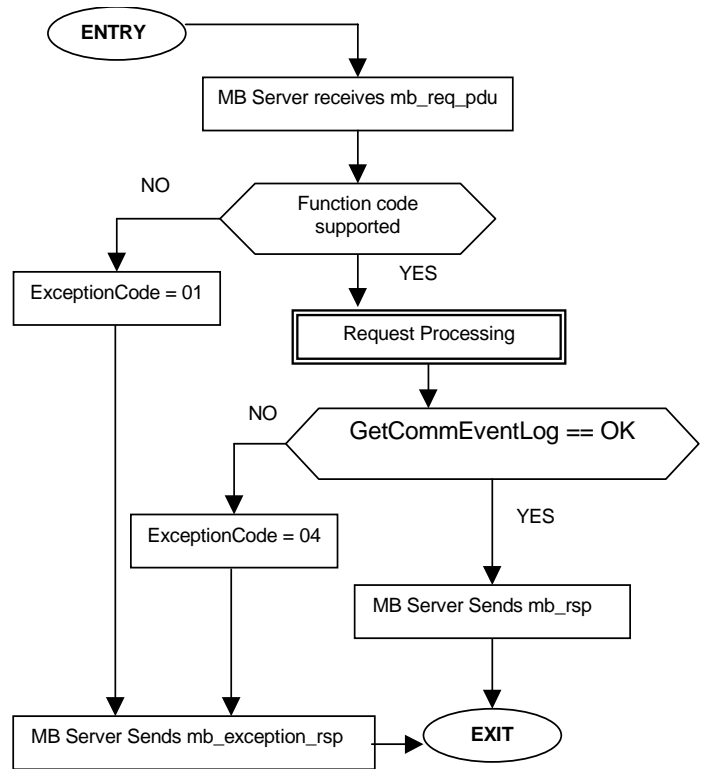 ENTRY
MB Server receives mb_req_pdu
NO
Function code
supported
YES
ExceptionCode = 01
Request Processing
NO
GetCommEventLog == OK
YES
ExceptionCode = 04
MB Server Sends mb_rsp
MB Server Sends mb_exception_rsp
EXIT